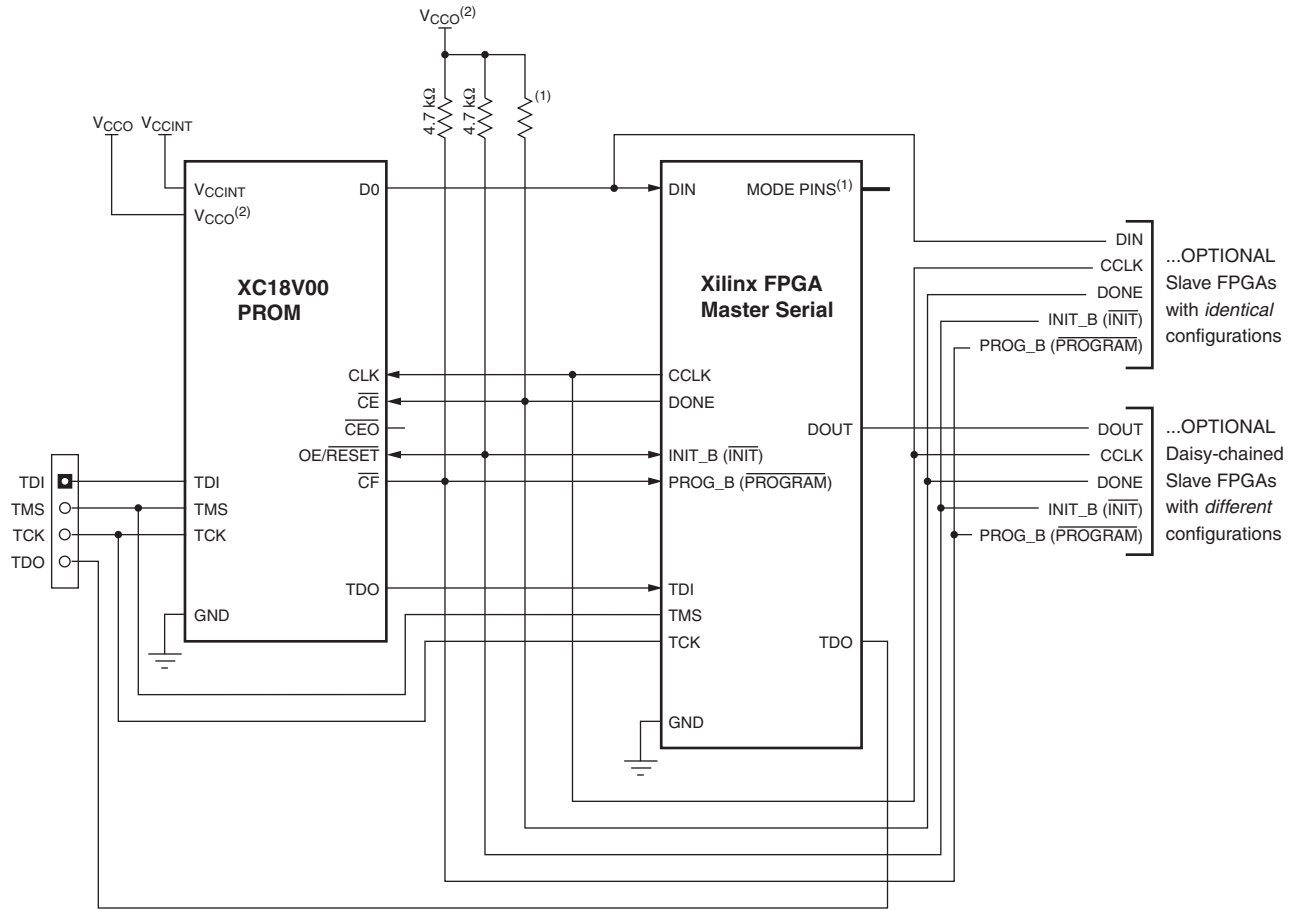 VCCO(2)
4.7 kΩ
4.7 kΩ
(1)
VCCO VCCINT
VCCINT
VCCO(2)
D0
XC18V00
PROM
CLK
CE
CEO
OE/RESET
CF
TDI
TMS
TCK
TDO
GND
TDI
TMS
TCK
TDO
DIN
MODE PINS(1)
Xilinx FPGA
Master Serial
CCLK
DONE
DOUT
INIT_B (INIT)
PROG_B (PROGRAM)
TDI
TMS
TCK
TDO
GND
DIN
CCLK
DONE
INIT_B (INIT)
PROG_B (PROGRAM)
...OPTIONAL
Slave FPGAs
with identical
configurations
DOUT
CCLK
DONE
INIT_B (INIT)
PROG_B (PROGRAM)
...OPTIONAL
Daisy-chained
Slave FPGAs
with different
configurations